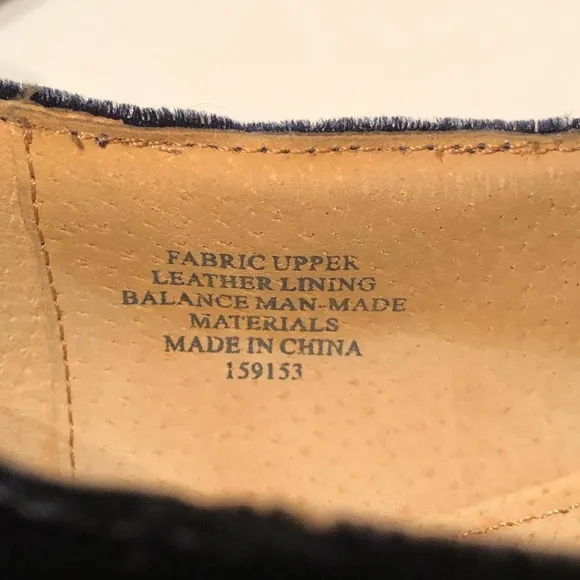 FABRIC UPPER
LEATHER LINING
BALANCE MAN-MADE
MATERIALS
MADE IN CHINA
159153